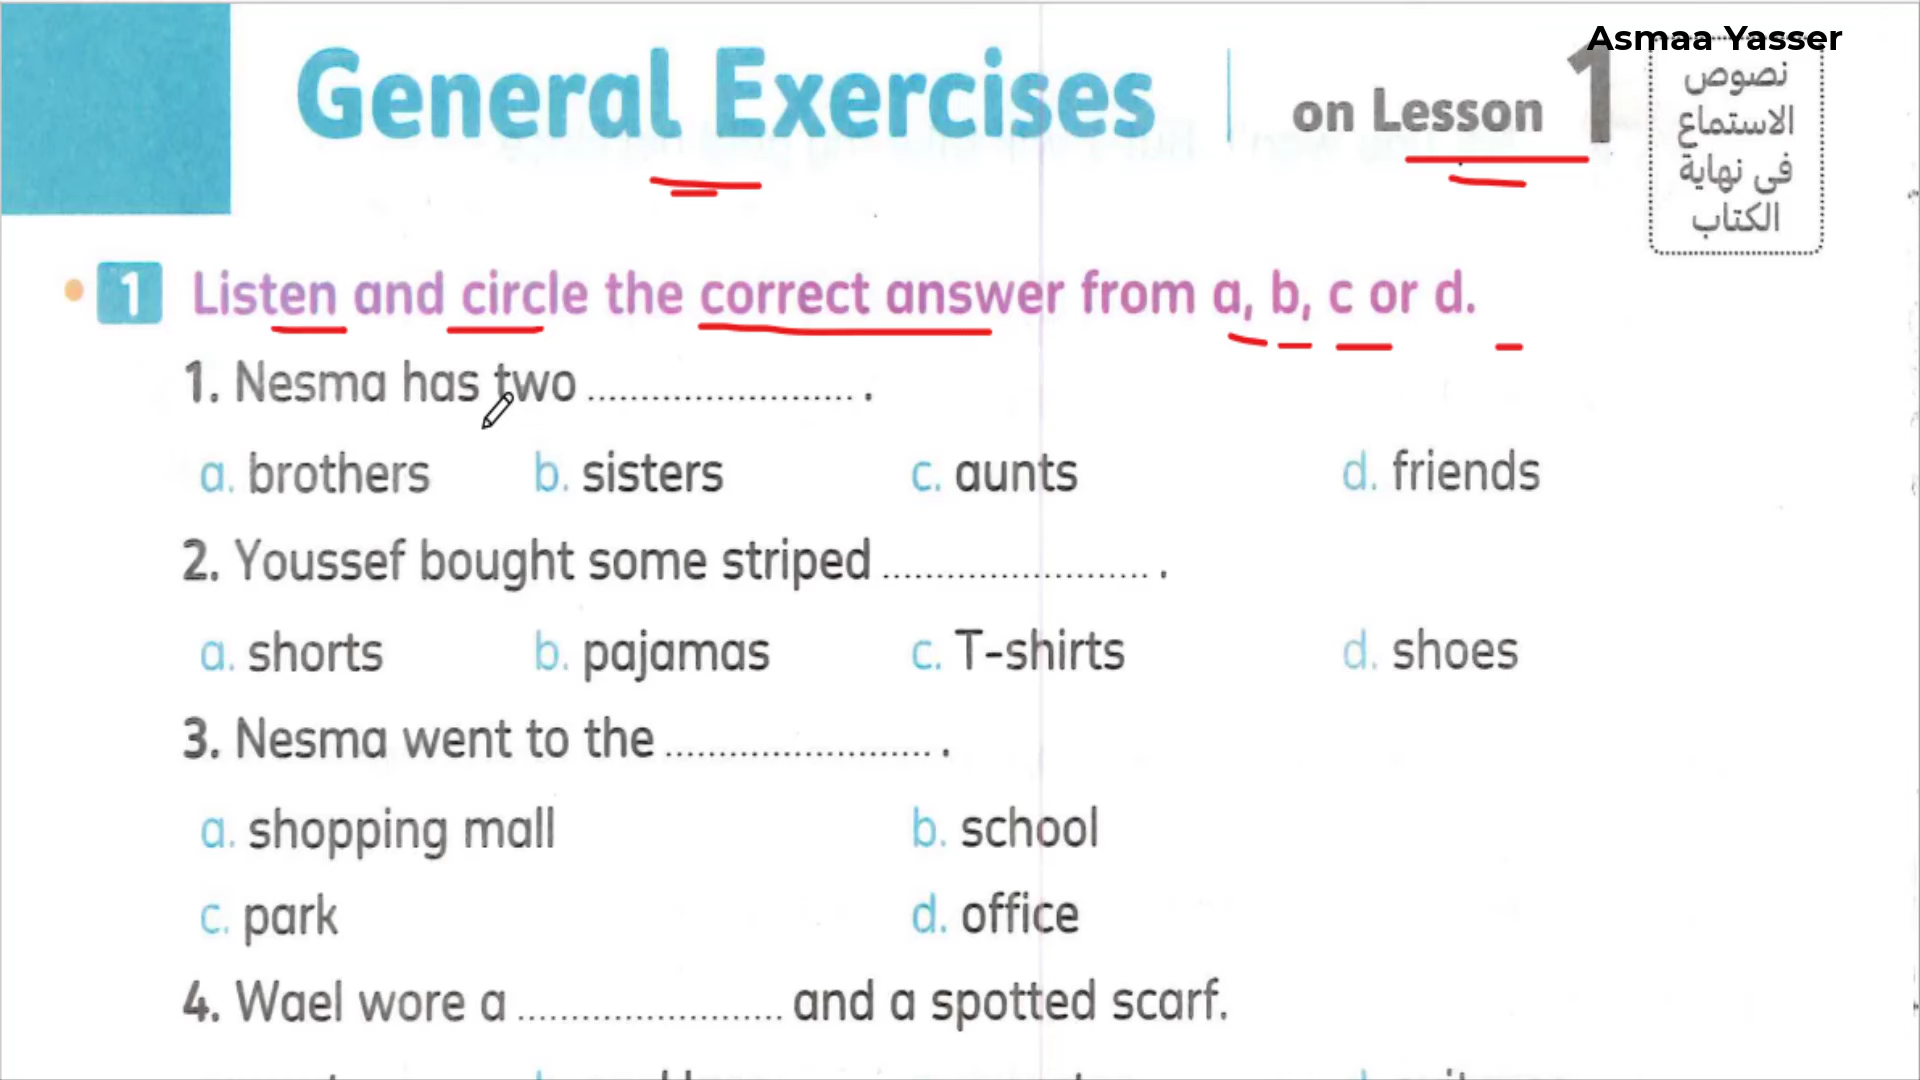 Asmaa Yasser
General Exercises on Lesson 1
نصوص
الاستماع
فى نهاية
الكتاب
1 Listen and circle the correct answer from a, b, c or d.
1. Nesma has two ........................ .
a. brothers b. sisters c. aunts d. friends
2. Youssef bought some striped ........................ .
a. shorts b. pajamas c. T-shirts d. shoes
3. Nesma went to the ........................ .
a. shopping mall b. school
c. park d. office
4. Wael wore a ........................ and a spotted scarf.